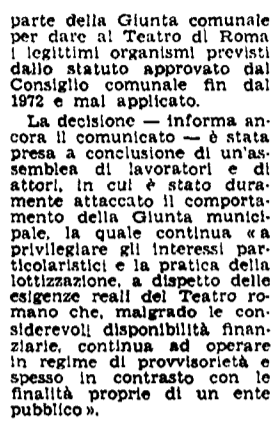 parte della Giunta comunale
per dare al Teatro di Roma
i legittimi organismi previsti
dallo statuto approvato dal
Consiglio comunale fin dal
1972 e mai applicato.
La decisione — informa an-
cora il comunicato — è stata
presa a conclusione di un'as-
semblea di lavoratori e di
attori, in cui è stato dura-
mente attaccato il comporta-
mento della Giunta munici-
pale, la quale continua « a
privilegiare gli interessi par-
ticolaristici e la pratica della
lottizzazione, a dispetto delle
esigenze reali del Teatro ro-
mano che, malgrado le con-
siderevoli disponibilità finan-
ziarie, continua ad operare
in regime di provvisorietà e
spesso in contrasto con le
finalità proprie di un ente
pubblico ».